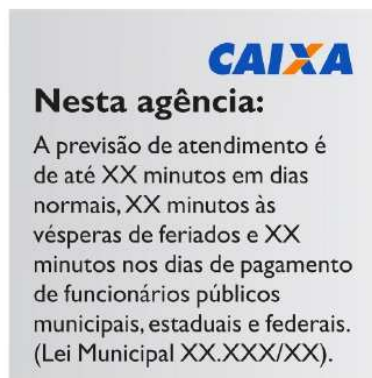 CAIXA
Nesta agência:
A previsão de atendimento é
de até XX minutos em dias
normais, XX minutos às
vésperas de feriados e XX
minutos nos dias de pagamento
de funcionários públicos
municipais, estaduais e federais.
(Lei Municipal XX.XXX/XX).